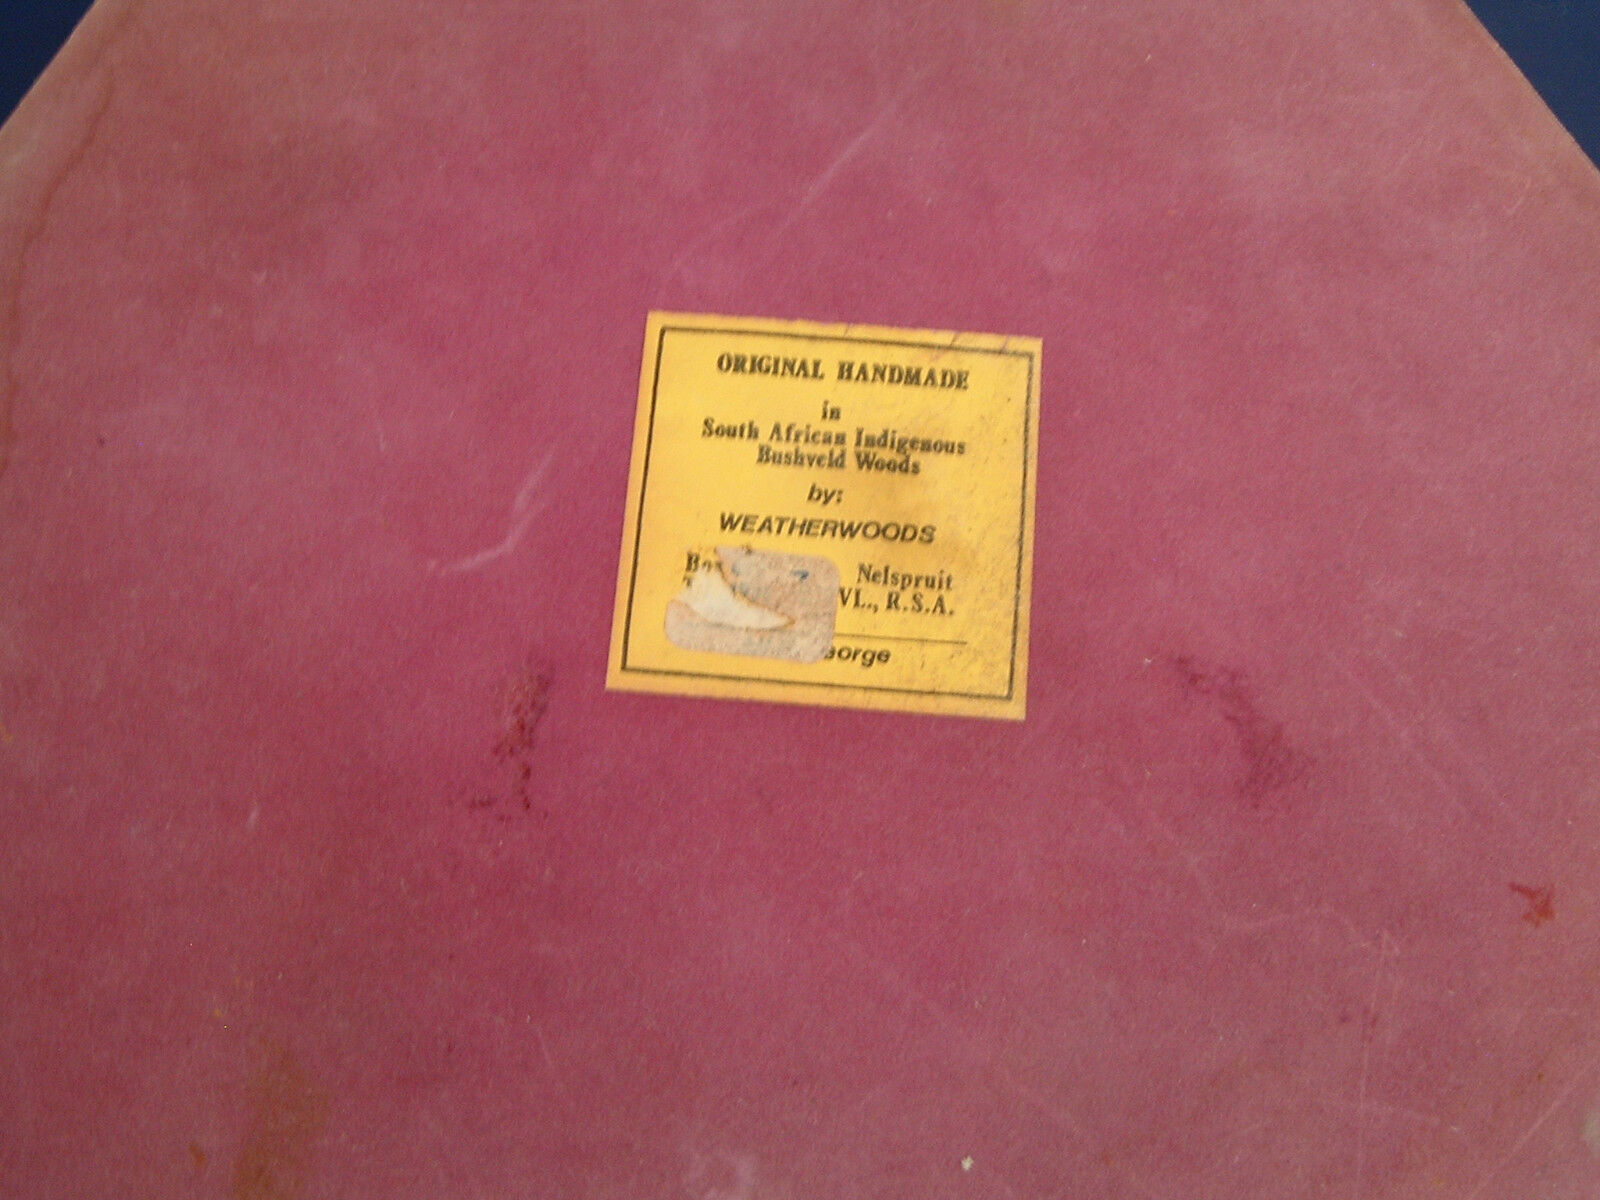 ORIGINAL HANDMADE
in
South African Indigenous
Bushveld Woods
by:
WEATHERWOODS
Nelspruit
R.S.A.